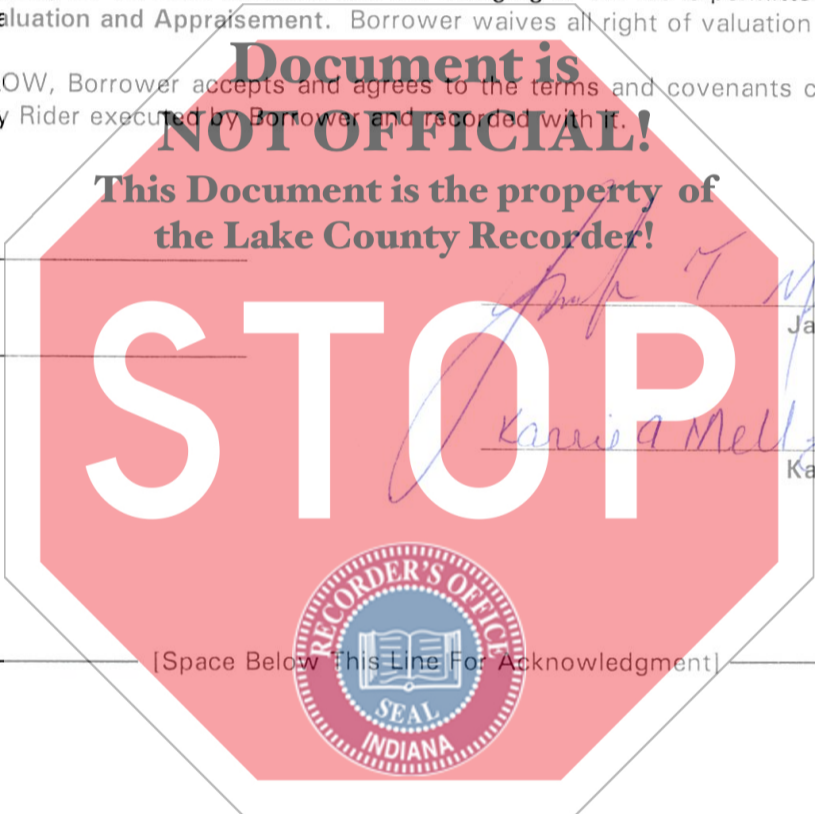 aluation and Appraisement. Borrower waives all right of valuation
Document is
OW, Borrower accepts and agrees to the terms and covenants c
y Rider executed by Borrower and recorded with it.
NOT OFFICIAL!
This Document is the property of
the Lake County Recorder!
T M
Ja
STOP
Karrie A Mell
Ka
RECORDER'S OFFICE
[Space Below This Line For Acknowledgment]
SEAL
INDIANA